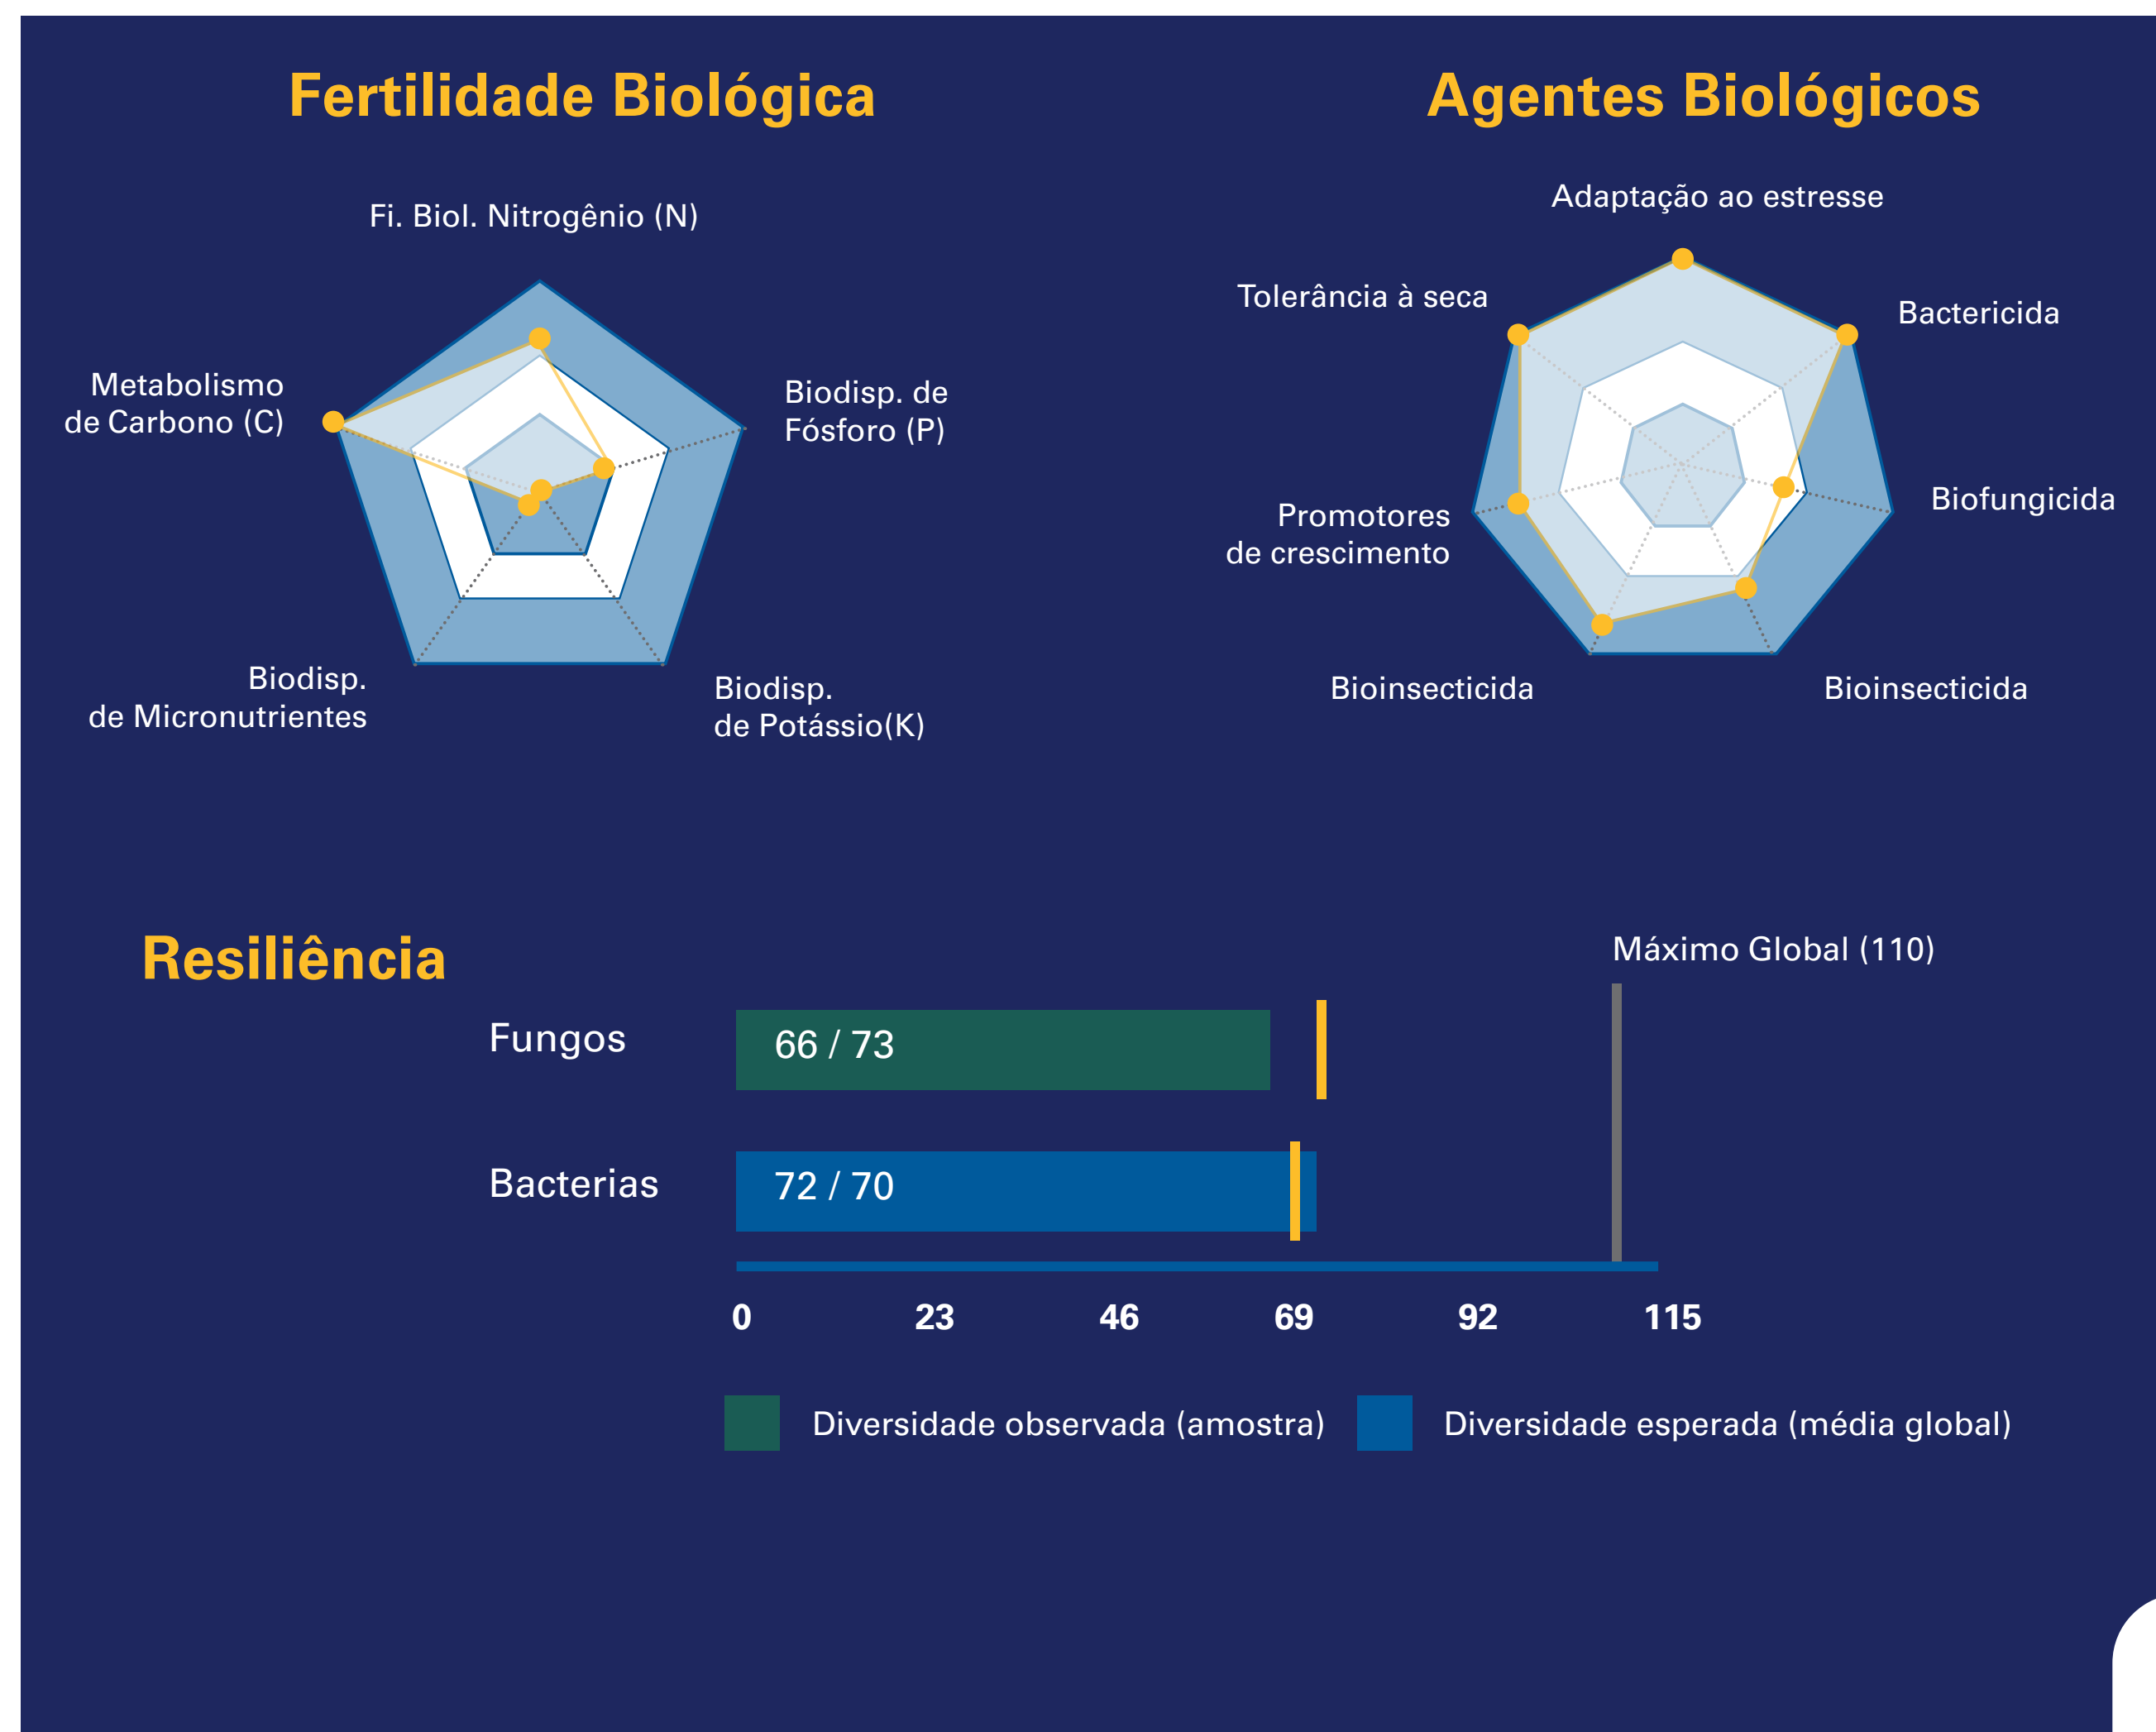 Fertilidade Biológica
Fi. Biol. Nitrogênio (N)
Metabolismo
de Carbono (C)
Biodisp. de
Fósforo (P)
Biodisp.
de Micronutrientes
Biodisp.
de Potássio(K)
Agentes Biológicos
Adaptação ao estresse
Tolerância à seca
Bactericida
Promotores
de crescimento
Biofungicida
Bioinsecticida
Bioinsecticida
Resiliência
Máximo Global (110)
Fungos
66 / 73
Bacterias
72 / 70
0 23 46 69 92 115
Diversidade observada (amostra) Diversidade esperada (média global)